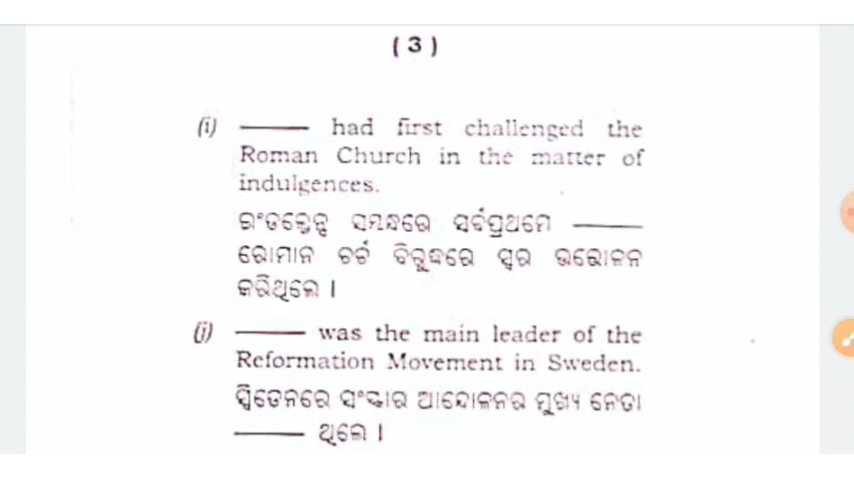 ( 3 )
(i) ——— had first challenged the
Roman Church in the matter of
indulgences.
ଇଂଡଲ୍ଜେନ୍ସ ସମ୍ବନ୍ଧରେ ସର୍ବପ୍ରଥମେ ———
ରୋମାନ ଚର୍ଚ୍ଚ ବିରୁଦ୍ଧରେ ସ୍ୱର ଉତ୍ତୋଳନ
କରିଥିଲେ ।
(j) ——— was the main leader of the
Reformation Movement in Sweden.
ସ୍ୱିଡେନରେ ସଂସ୍କାର ଆନ୍ଦୋଳନର ମୁଖ୍ୟ ନେତା
——— ଥିଲେ ।